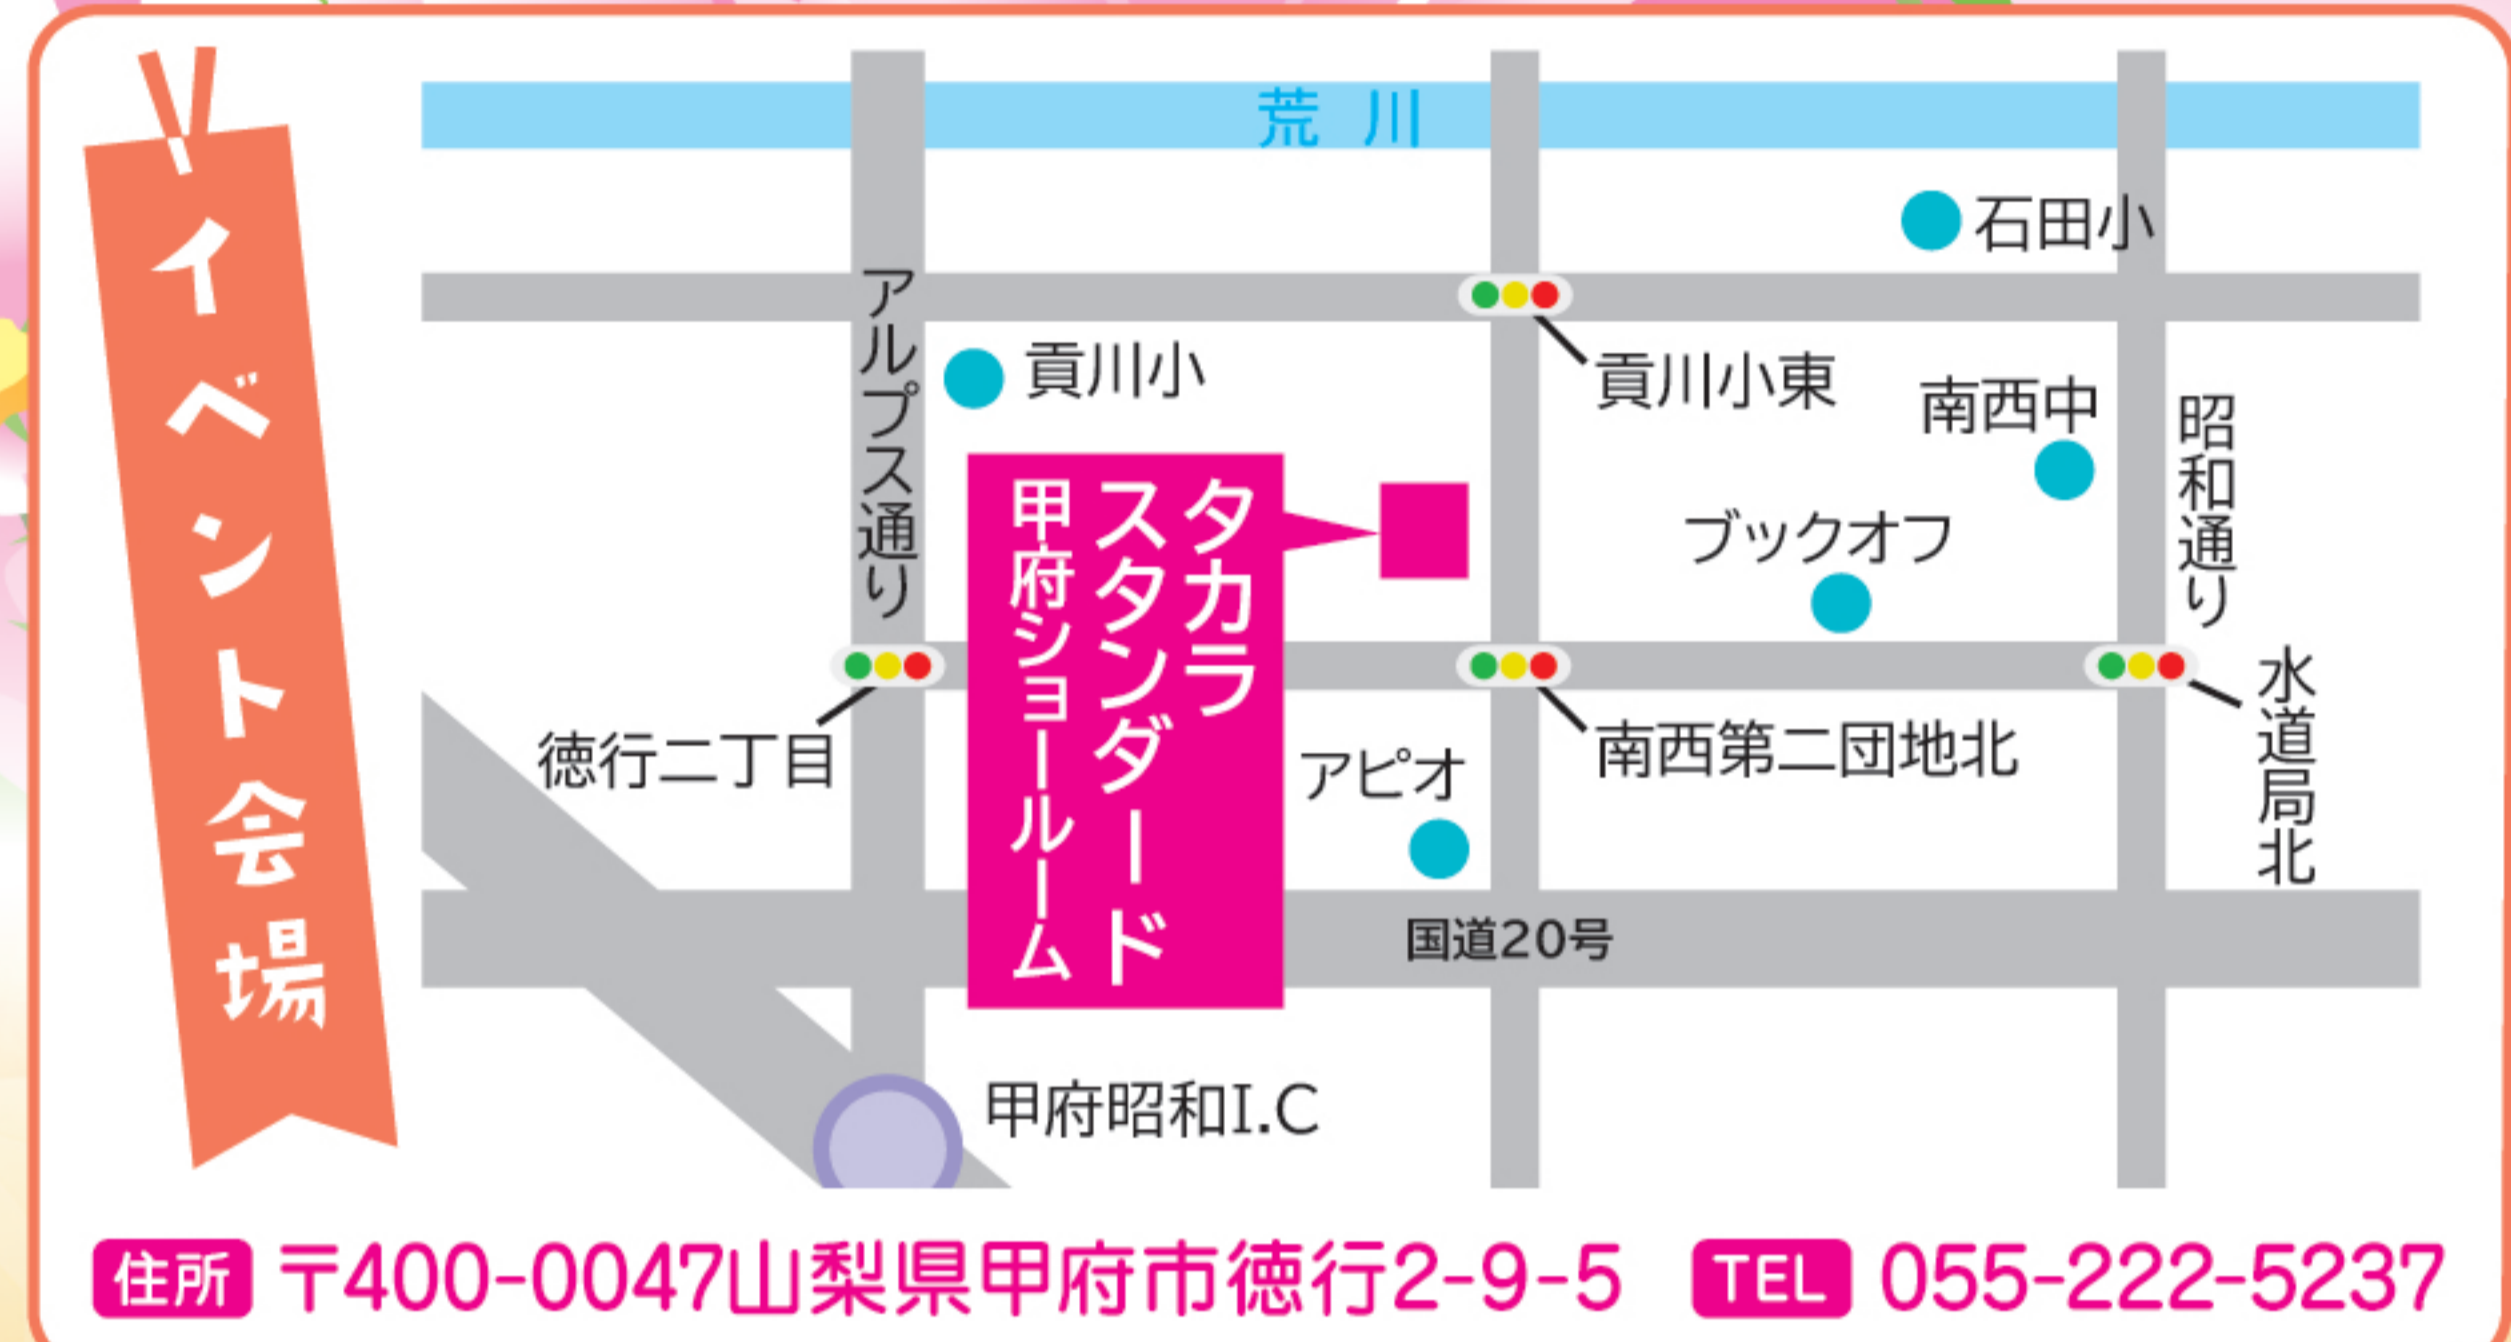 イベント会場
荒川
石田小
アルプス通り
貢川小
貢川小東
南西中
昭和通り
ブックオフ
タカラ
スタンダード
甲府ショールーム
徳行二丁目
南西第二団地北
水道局北
アピオ
国道20号
甲府昭和I.C
住所 〒400-0047山梨県甲府市徳行2-9-5 TEL 055-222-5237